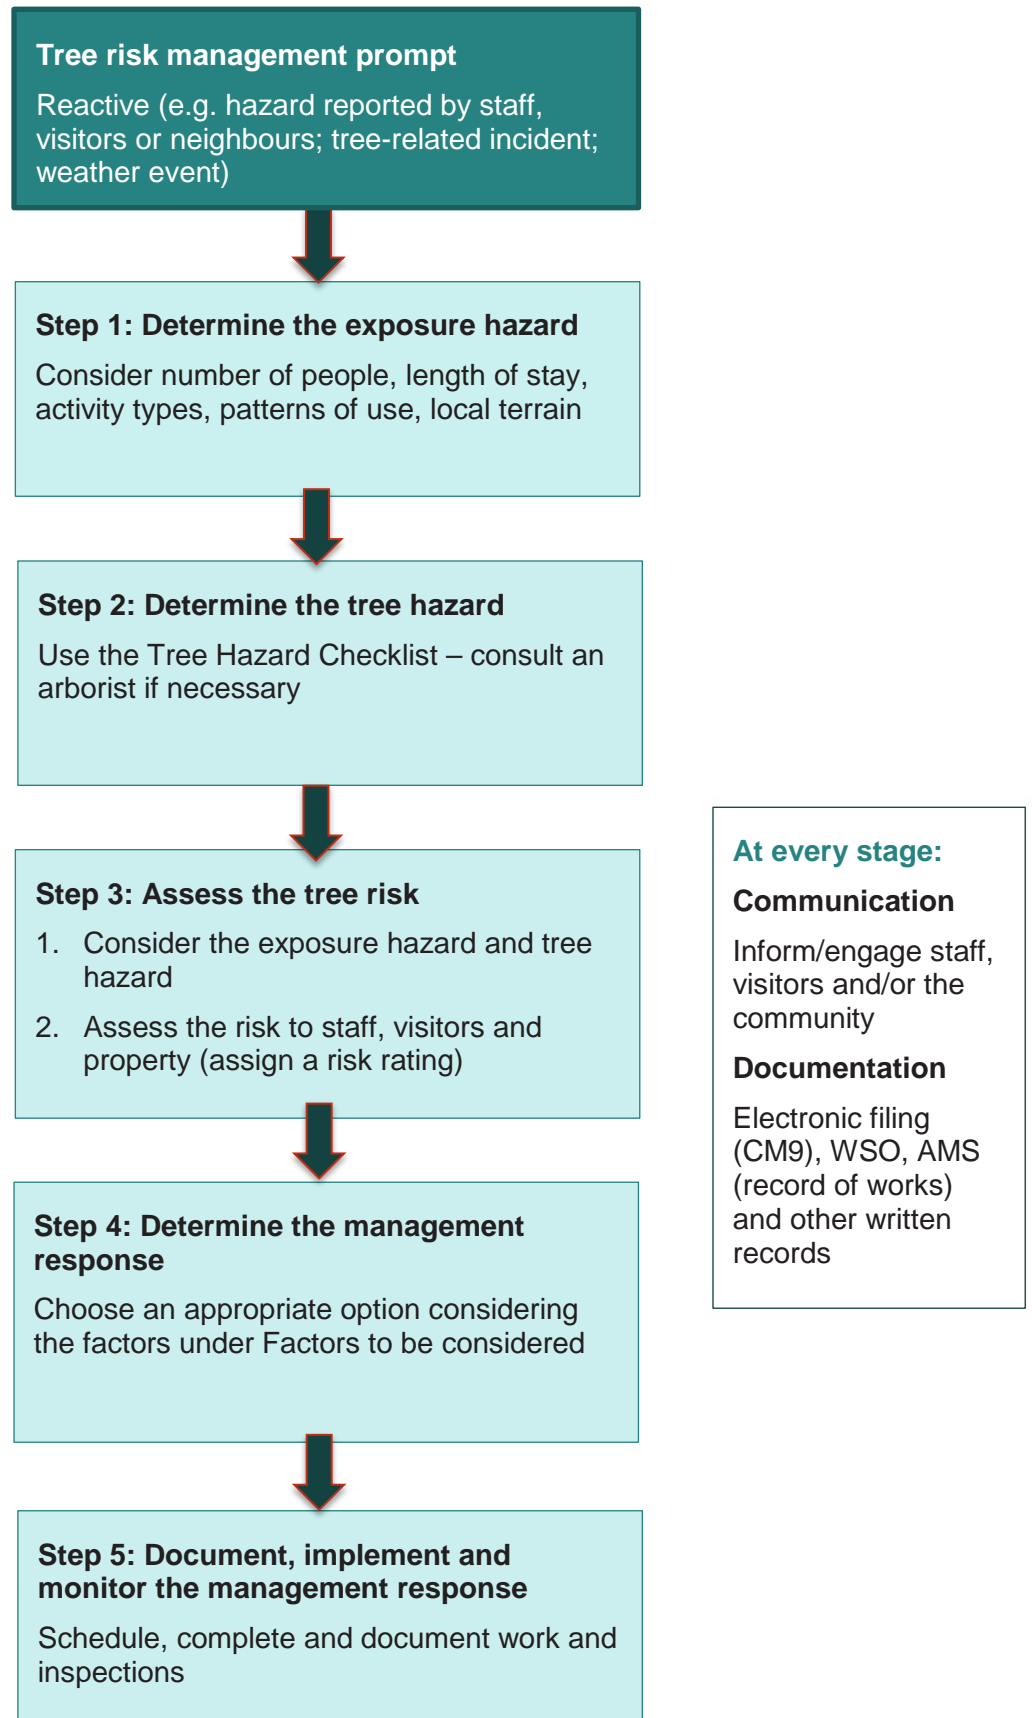 Tree risk management prompt
Reactive (e.g. hazard reported by staff,
visitors or neighbours; tree-related incident;
weather event)
Step 1: Determine the exposure hazard
Consider number of people, length of stay,
activity types, patterns of use, local terrain
Step 2: Determine the tree hazard
Use the Tree Hazard Checklist – consult an
arborist if necessary
Step 3: Assess the tree risk
1. Consider the exposure hazard and tree
hazard
2. Assess the risk to staff, visitors and
property (assign a risk rating)
Step 4: Determine the management
response
Choose an appropriate option considering
the factors under Factors to be considered
Step 5: Document, implement and
monitor the management response
Schedule, complete and document work and
inspections
At every stage:
Communication
Inform/engage staff,
visitors and/or the
community
Documentation
Electronic filing
(CM9), WSO, AMS
(record of works)
and other written
records